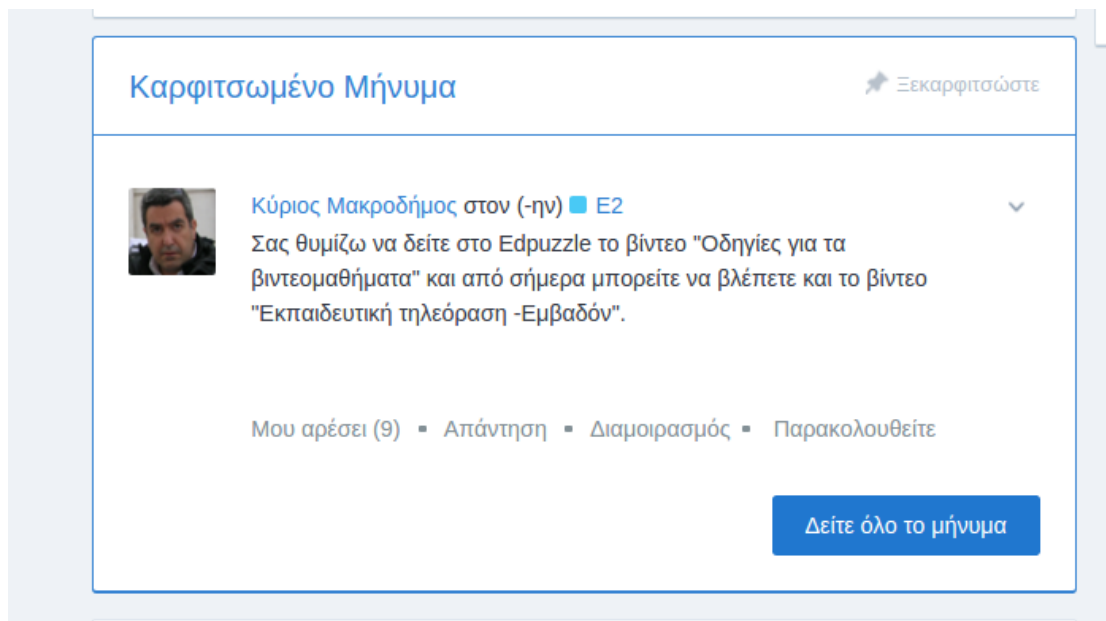 Καρφιτσωμένο Μήνυμα
Ξεκαρφιτσώστε
Κύριος Μακροδήμος στον (-ην) E2
Σας θυμίζω να δείτε στο Edpuzzle το βίντεο "Οδηγίες για τα
βιντεομαθήματα" και από σήμερα μπορείτε να βλέπετε και το βίντεο
"Εκπαιδευτική τηλεόραση -Εμβαδόν".
Μου αρέσει (9) ▪ Απάντηση ▪ Διαμοιρασμός ▪ Παρακολουθείτε
Δείτε όλο το μήνυμα